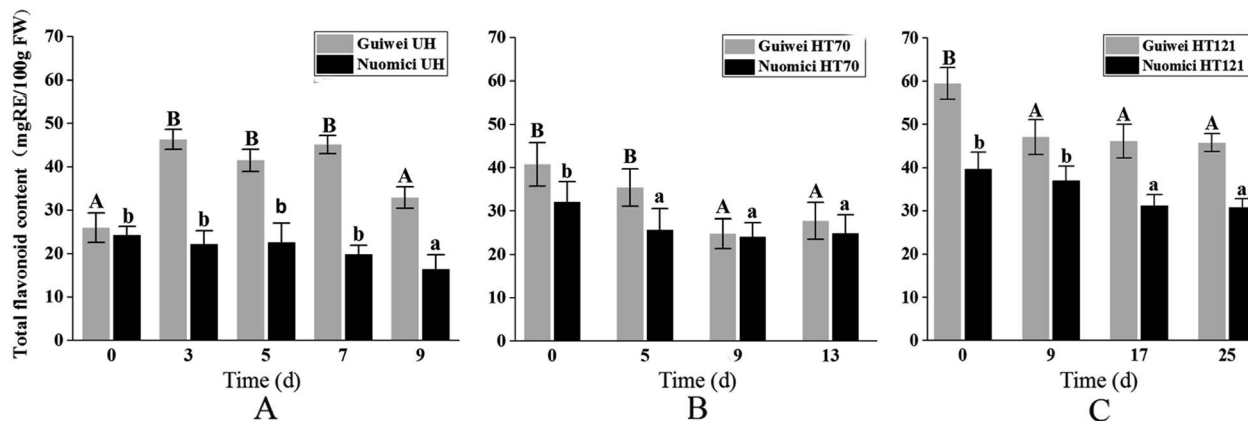 Total flavonoid content (mgRE/100g FW)
70
60
50
40
30
20
10
0
Guiwei UH
Nuomici UH
A b B b B b B b A a
0 3 5 7 9
Time (d)
A
70
60
50
40
30
20
10
0
Guiwei HT70
Nuomici HT70
B b B a A a A a
0 5 9 13
Time (d)
B
70
60
50
40
30
20
10
0
Guiwei HT121
Nuomici HT121
B b A b A a A a
0 9 17 25
Time (d)
C